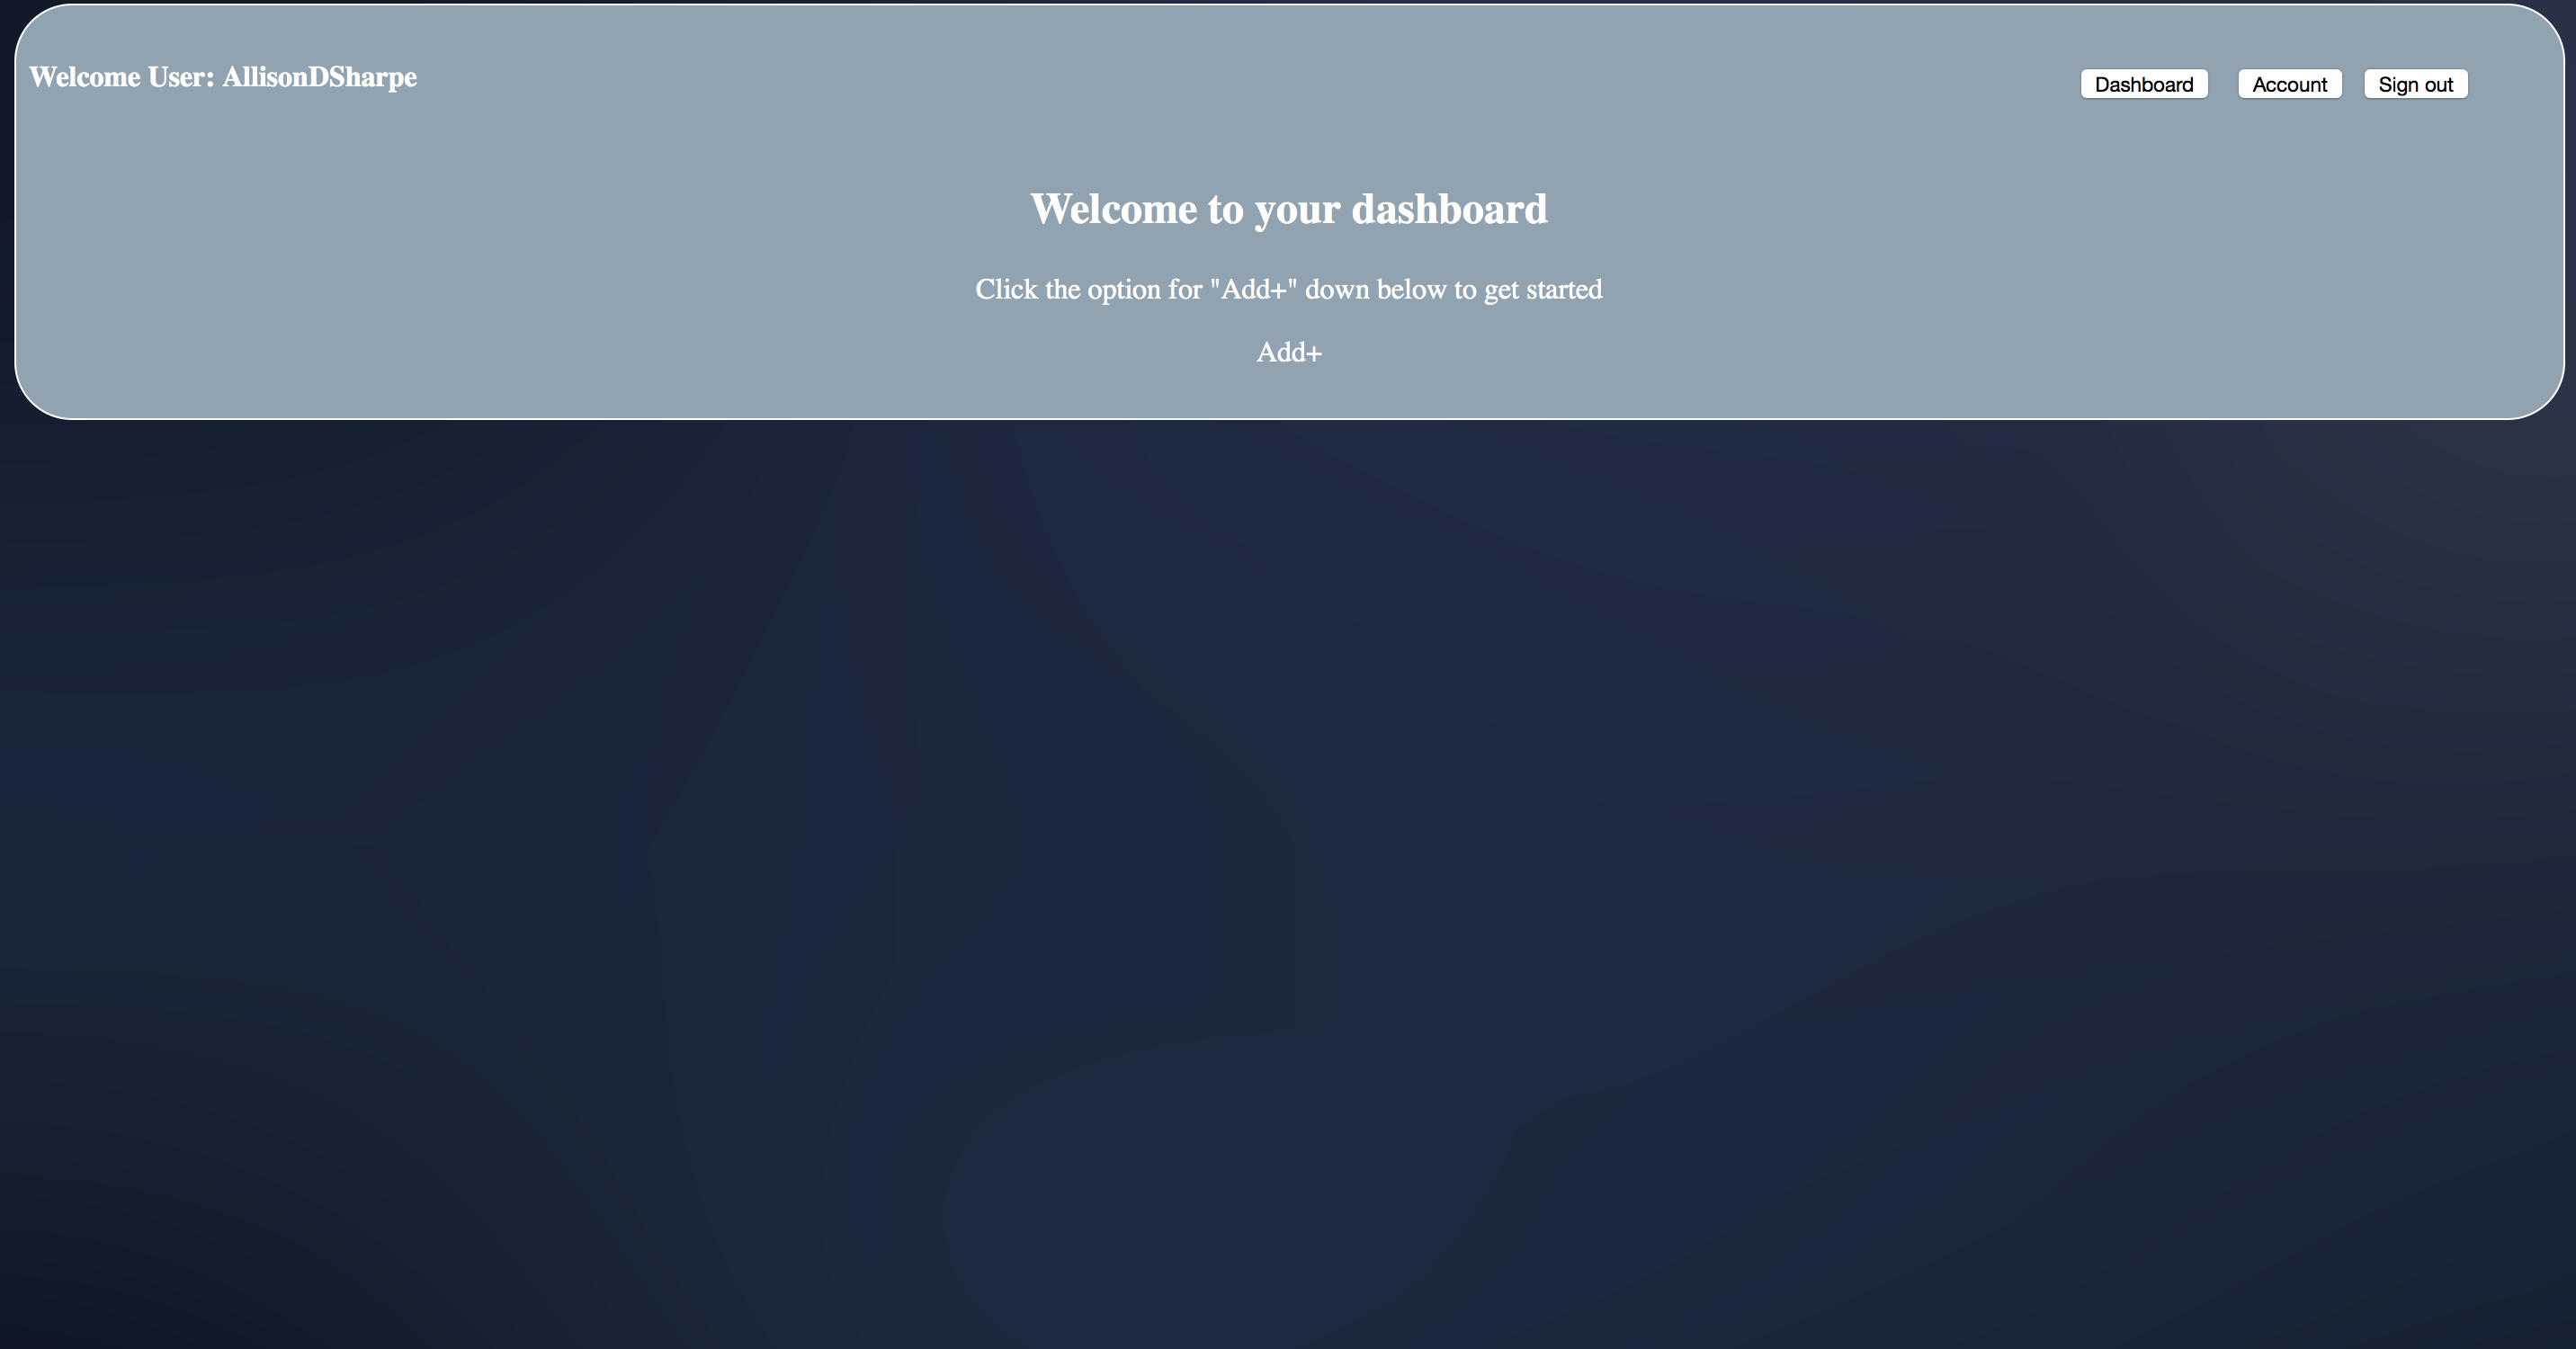 Welcome User: AllisonDSharpe
Dashboard Account Sign out
Welcome to your dashboard
Click the option for "Add+" down below to get started
Add+